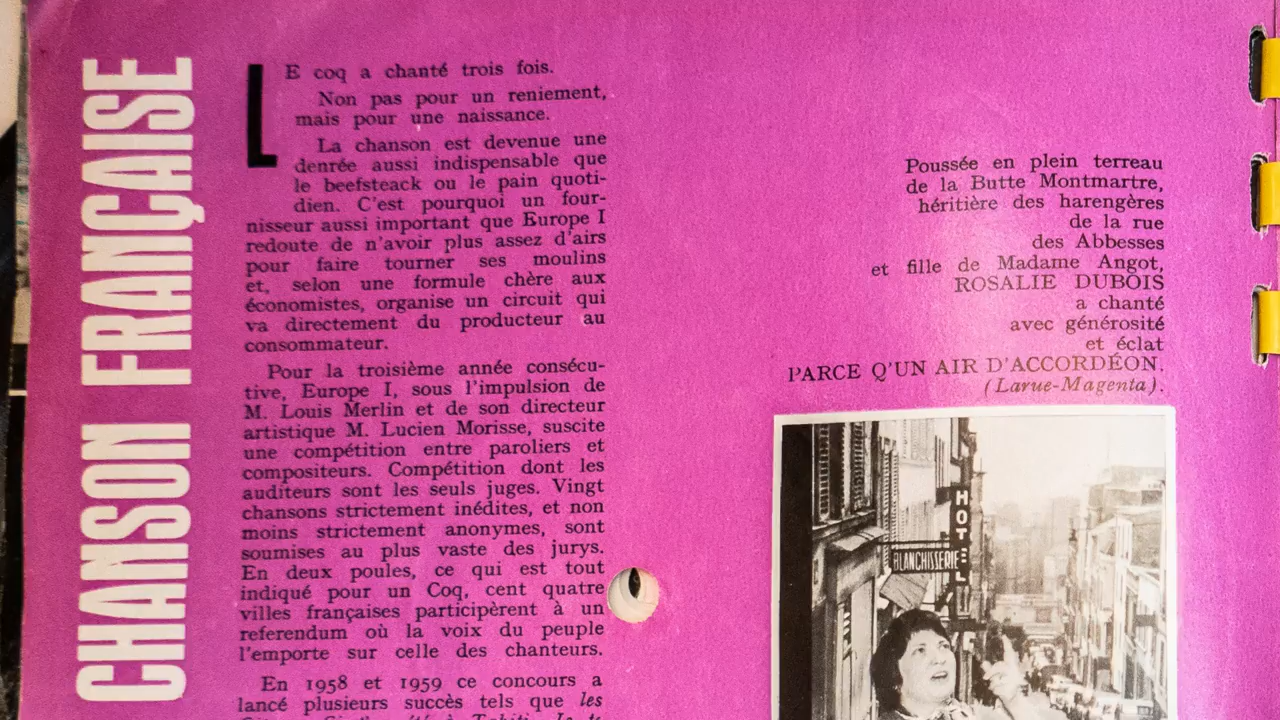 CHANSON FRANÇAISE
LE coq a chanté trois fois.
Non pas pour un reniement,
mais pour une naissance.
La chanson est devenue une
denrée aussi indispensable que
le beefsteack ou le pain quoti-
dien. C'est pourquoi un four-
nisseur aussi important que Europe I
redoute de n'avoir plus assez d'airs
pour faire tourner ses moulins
et, selon une formule chère aux
économistes, organise un circuit qui
va directement du producteur au
consommateur.
Pour la troisième année consécu-
tive, Europe I, sous l'impulsion de
M. Louis Merlin et de son directeur
artistique M. Lucien Morisse, suscite
une compétition entre paroliers et
compositeurs. Compétition dont les
auditeurs sont les seuls juges. Vingt
chansons strictement inédites, et non
moins strictement anonymes, sont
soumises au plus vaste des jurys.
En deux poules, ce qui est tout
indiqué pour un Coq, cent quatre
villes françaises participèrent à un
referendum où la voix du peuple
l'emporte sur celle des chanteurs.
En 1958 et 1959 ce concours a
lancé plusieurs succès tels que les
Poussée en plein terreau
de la Butte Montmartre,
héritière des harengères
de la rue
des Abbesses
et fille de Madame Angot,
ROSALIE DUBOIS
a chanté
avec générosité
et éclat
PARCE Q'UN AIR D'ACCORDÉON.
(Larue-Magenta).
HOTEL
BLANCHISSERIE